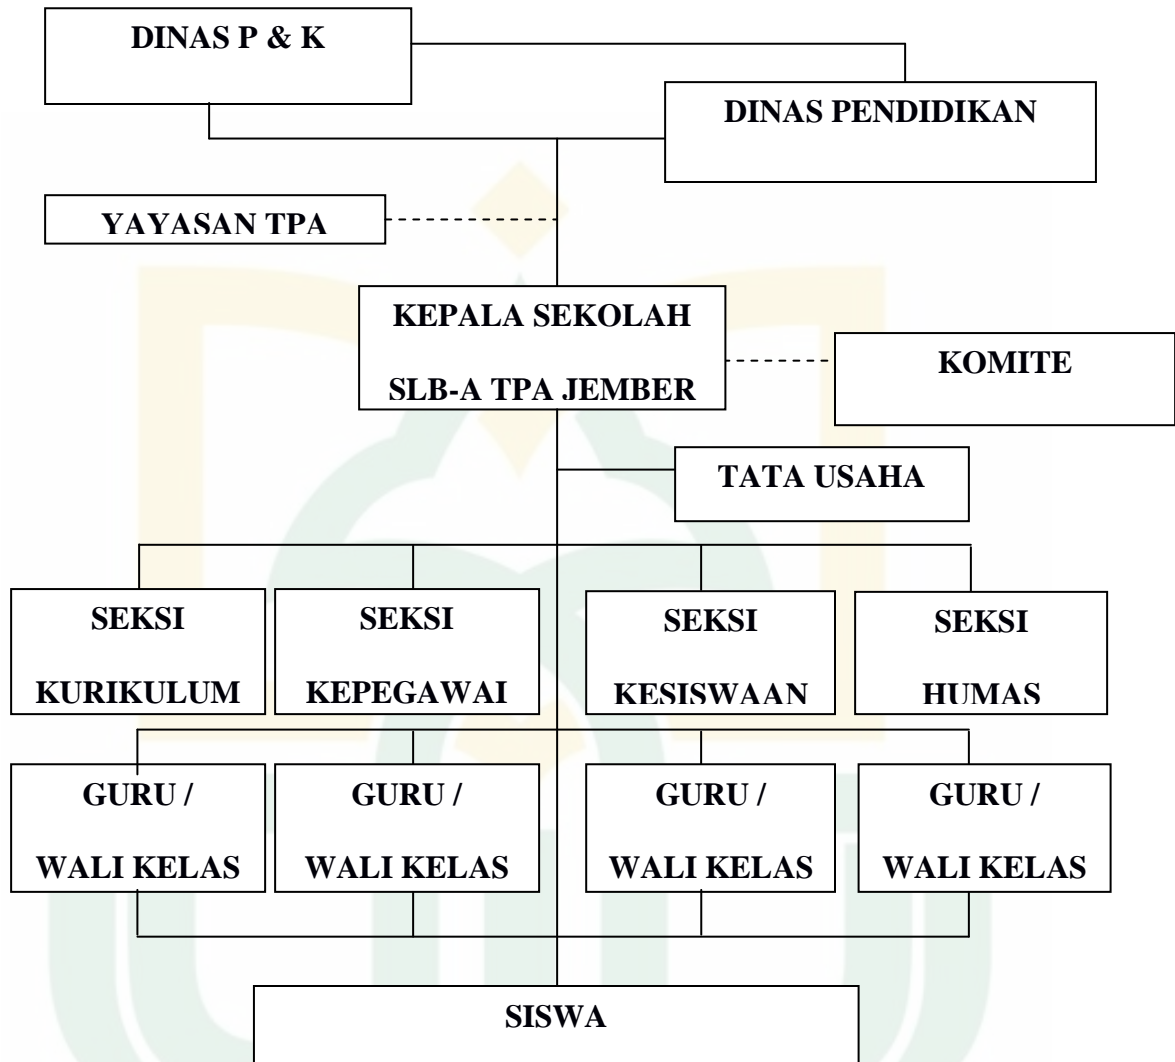 DINAS P & K
DINAS PENDIDIKAN
YAYASAN TPA
KEPALA SEKOLAH
SLB-A TPA JEMBER
KOMITE
TATA USAHA
SEKSI
KURIKULUM
SEKSI
KEPEGAWAI
SEKSI
KESISWAAN
SEKSI
HUMAS
GURU /
WALI KELAS
GURU /
WALI KELAS
GURU /
WALI KELAS
GURU /
WALI KELAS
SISWA